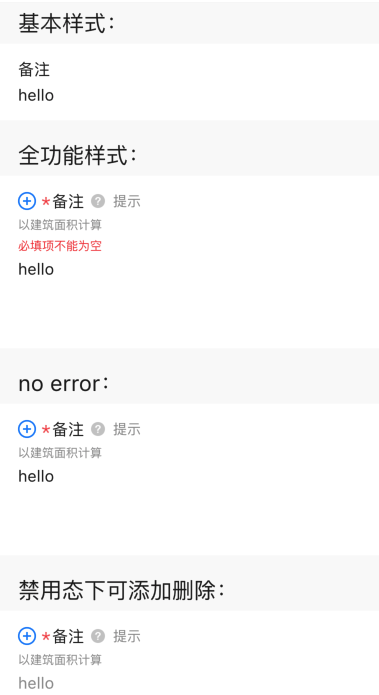 基本样式：
备注
hello
全功能样式：
*备注 ? 提示
以建筑面积计算
必填项不能为空
hello
no error：
*备注 ? 提示
以建筑面积计算
hello
禁用态下可添加删除：
*备注 ? 提示
以建筑面积计算
hello